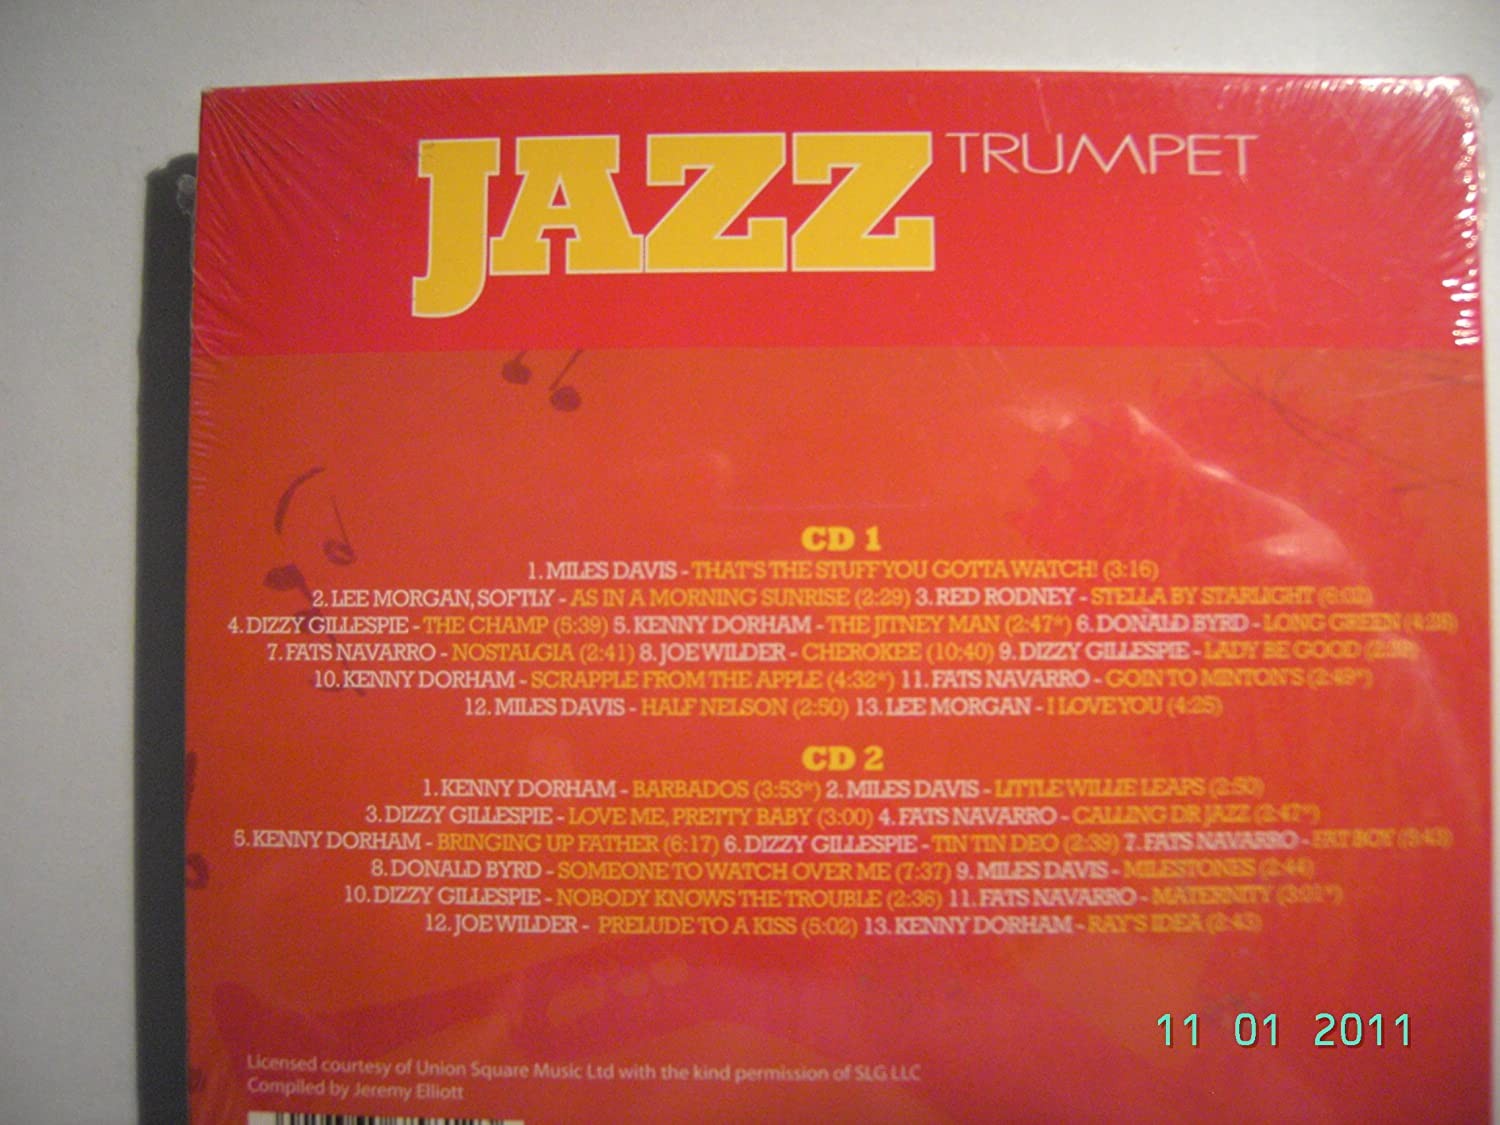 JAZZ TRUMPET
CD 1
1. MILES DAVIS - THAT'S THE STUFF YOU GOTTA WATCH! (3:16)
2. LEE MORGAN, SOFTLY - AS IN A MORNING SUNRISE (2:29) 3. RED RODNEY - STELLA BY STARLIGHT
4. DIZZY GILLESPIE - THE CHAMP (5:39) 5. KENNY DORHAM - THE JITNEY MAN (2:47*) 6. DONALD BYRD - LONG GREEN
7. FATS NAVARRO - NOSTALGIA (2:41) 8. JOE WILDER - CHEROKEE (10:40) 9. DIZZY GILLESPIE - LADY BE GOOD
10. KENNY DORHAM - SCRAPPLE FROM THE APPLE (4:32*) 11. FATS NAVARRO - GOIN TO MINTON'S (2:49*)
12. MILES DAVIS - HALF NELSON (2:50) 13. LEE MORGAN - I LOVE YOU (4:25)
CD 2
1. KENNY DORHAM - BARBADOS (3:53*) 2. MILES DAVIS - LITTLE WILLIE LEAPS (2:50)
3. DIZZY GILLESPIE - LOVE ME, PRETTY BABY (3:00) 4. FATS NAVARRO - CALLING DR JAZZ (2:47*)
5. KENNY DORHAM - BRINGING UP FATHER (6:17) 6. DIZZY GILLESPIE - TIN TIN DEO (2:39) 7. FATS NAVARRO - FAT BOY
8. DONALD BYRD - SOMEONE TO WATCH OVER ME (7:37) 9. MILES DAVIS - MILESTONES (2:44)
10. DIZZY GILLESPIE - NOBODY KNOWS THE TROUBLE (2:36) 11. FATS NAVARRO - MATERNITY
12. JOE WILDER - PRELUDE TO A KISS (5:02) 13. KENNY DORHAM - RAY'S IDEA (2:43)
Licensed courtesy of Union Square Music Ltd with the kind permission of SLG LLC
Compiled by Jeremy Elliott
11 01 2011